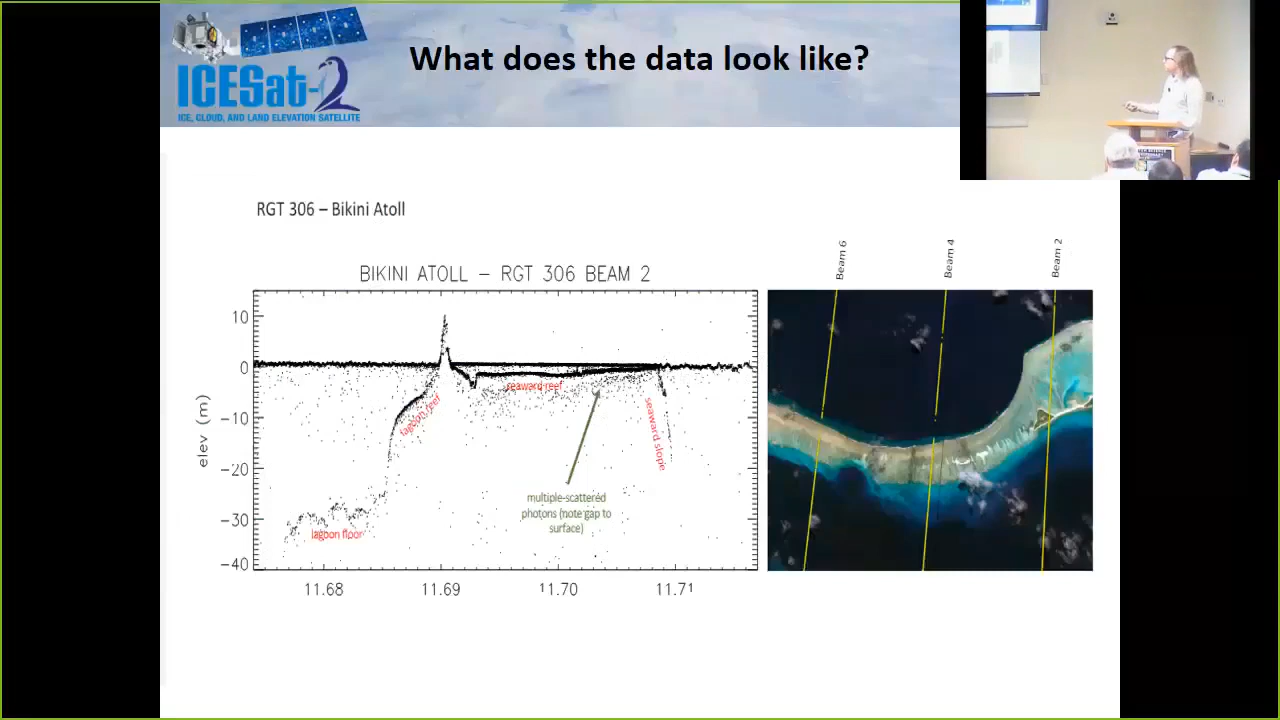 What does the data look like?
ICESat-2
ICE, CLOUD, AND LAND ELEVATION SATELLITE
RGT 306 – Bikini Atoll
BIKINI ATOLL – RGT 306 BEAM 2
Beam 6
Beam 4
Beam 2
elev (m)
10
0
−10
−20
−30
−40
lagoon reef
seaward reef
seaward slope
lagoon floor
multiple-scattered
photons (note gap to
surface)
11.68
11.69
11.70
11.71